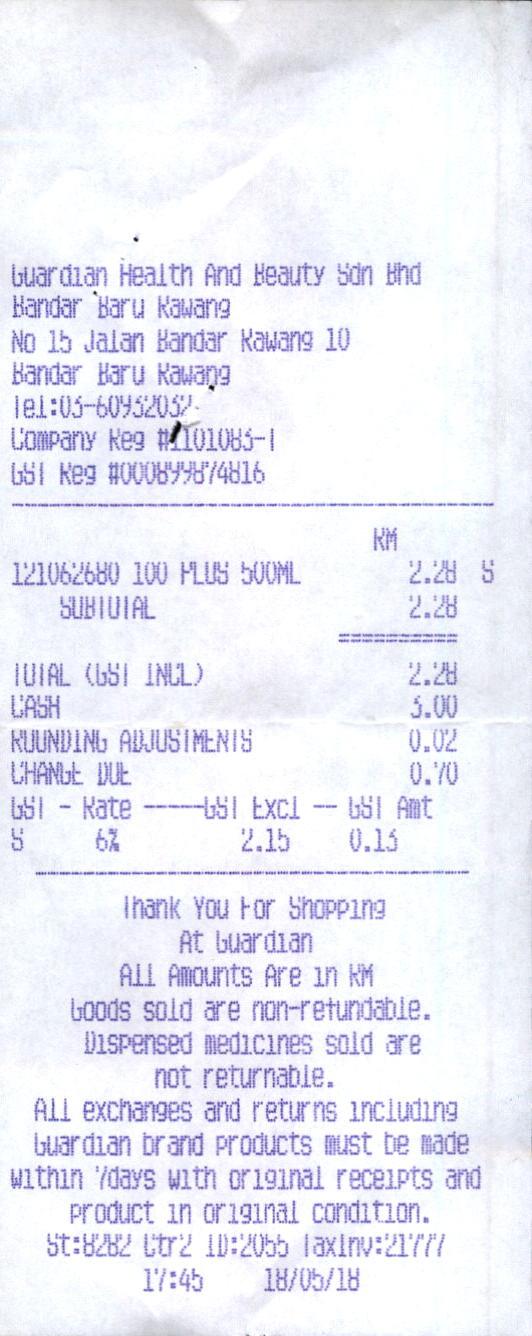 Guardian Health And Beauty Sdn Bhd
Bandar Baru Rawang
No 15 Jalan Bandar Rawang 10
Bandar Baru Rawang
Tel:03-60932032
Company Reg #1101083-T
GST Reg #000899874816
RM
121062680 100 PLUS 500ML 2.28 S
SUBTOTAL 2.28
TOTAL (GST INCL) 2.28
CASH 3.00
ROUNDING ADJUSTMENTS 0.02
CHANGE DUE 0.70
GST - Rate -----GST Excl -- GST Amt
S 6% 2.15 0.13
Thank You For Shopping
At Guardian
All Amounts Are in RM
Goods sold are non-refundable.
Dispensed medicines sold are
not returnable.
All exchanges and returns including
Guardian brand products must be made
within 7days with original receipts and
product in original condition.
St:8282 Ctr2 ID:2055 TaxInv:21777
17:45 18/05/18